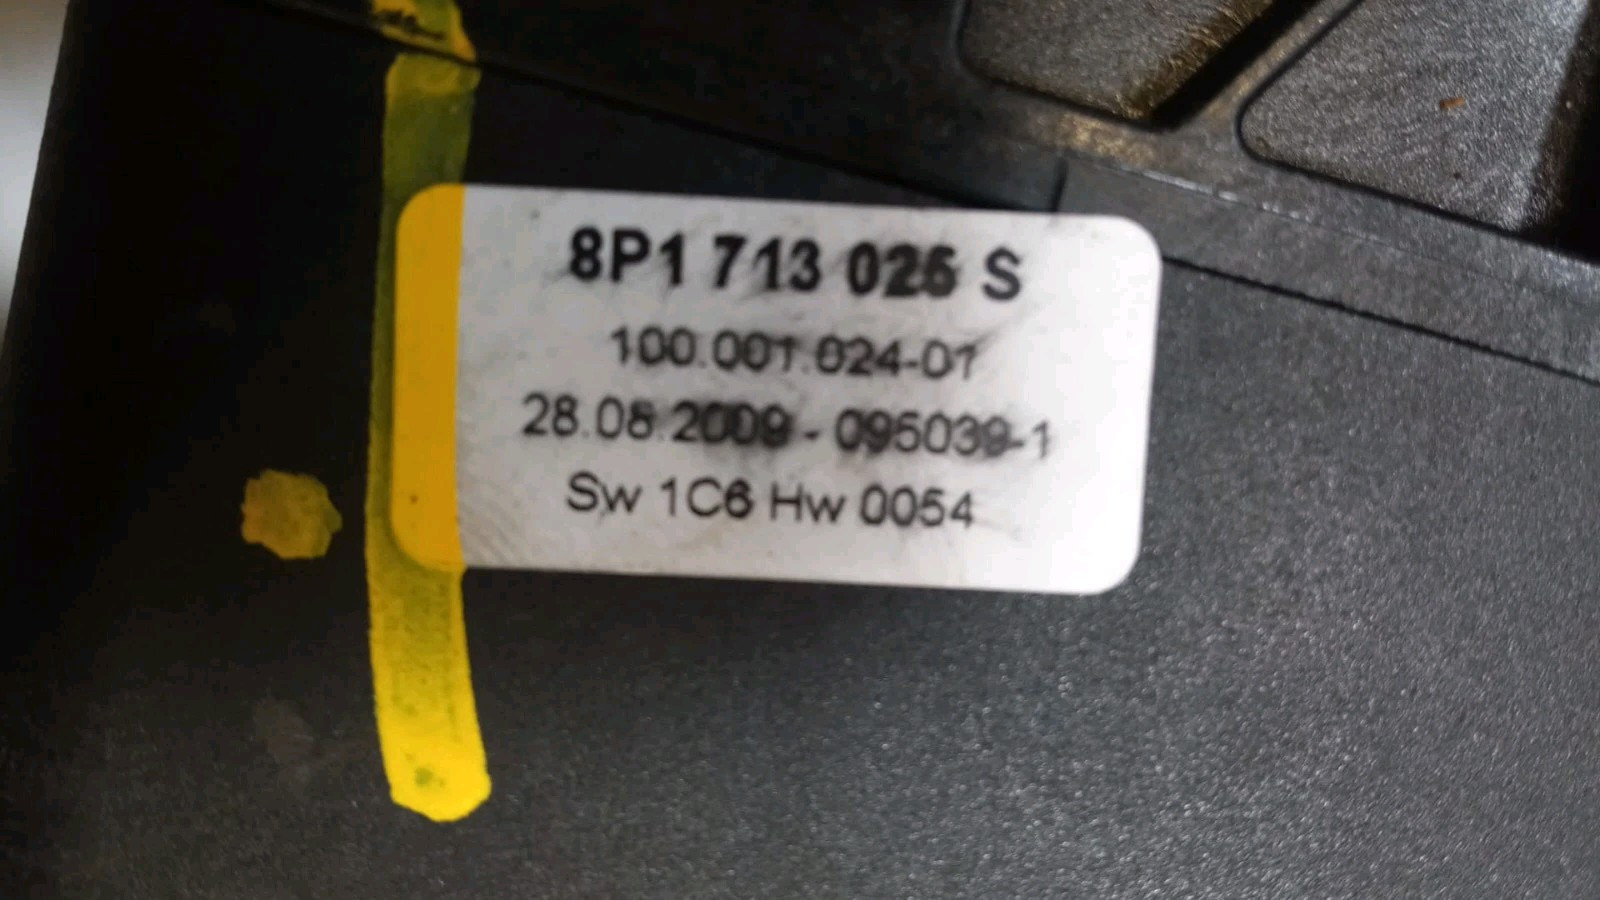 8P1 713 025 S
100.001.024-01
28.08.2009 - 095039-1
Sw 1C6 Hw 0054